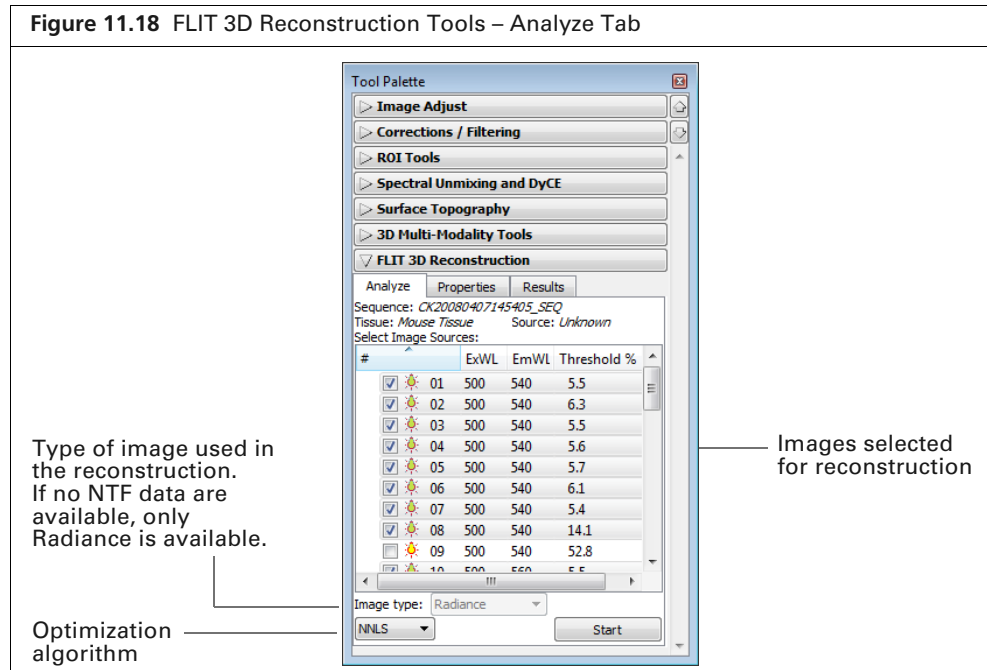 Figure 11.18 FLIT 3D Reconstruction Tools – Analyze Tab
Tool Palette
Image Adjust
Corrections / Filtering
ROI Tools
Spectral Unmixing and DyCE
Surface Topography
3D Multi-Modality Tools
FLIT 3D Reconstruction
Analyze Properties Results
Sequence: CK20080407145405_SEQ
Tissue: Mouse Tissue Source: Unknown
Select Image Sources:
# ExWL EmWL Threshold %
01 500 540 5.5
02 500 540 6.3
03 500 540 5.5
04 500 540 5.6
05 500 540 5.7
06 500 540 6.1
07 500 540 5.4
08 500 540 14.1
09 500 540 52.8
10 500 560 5.5
Image type: Radiance
NNLS Start
Type of image used in
the reconstruction.
If no NTF data are
available, only
Radiance is available.
Optimization
algorithm
Images selected
for reconstruction